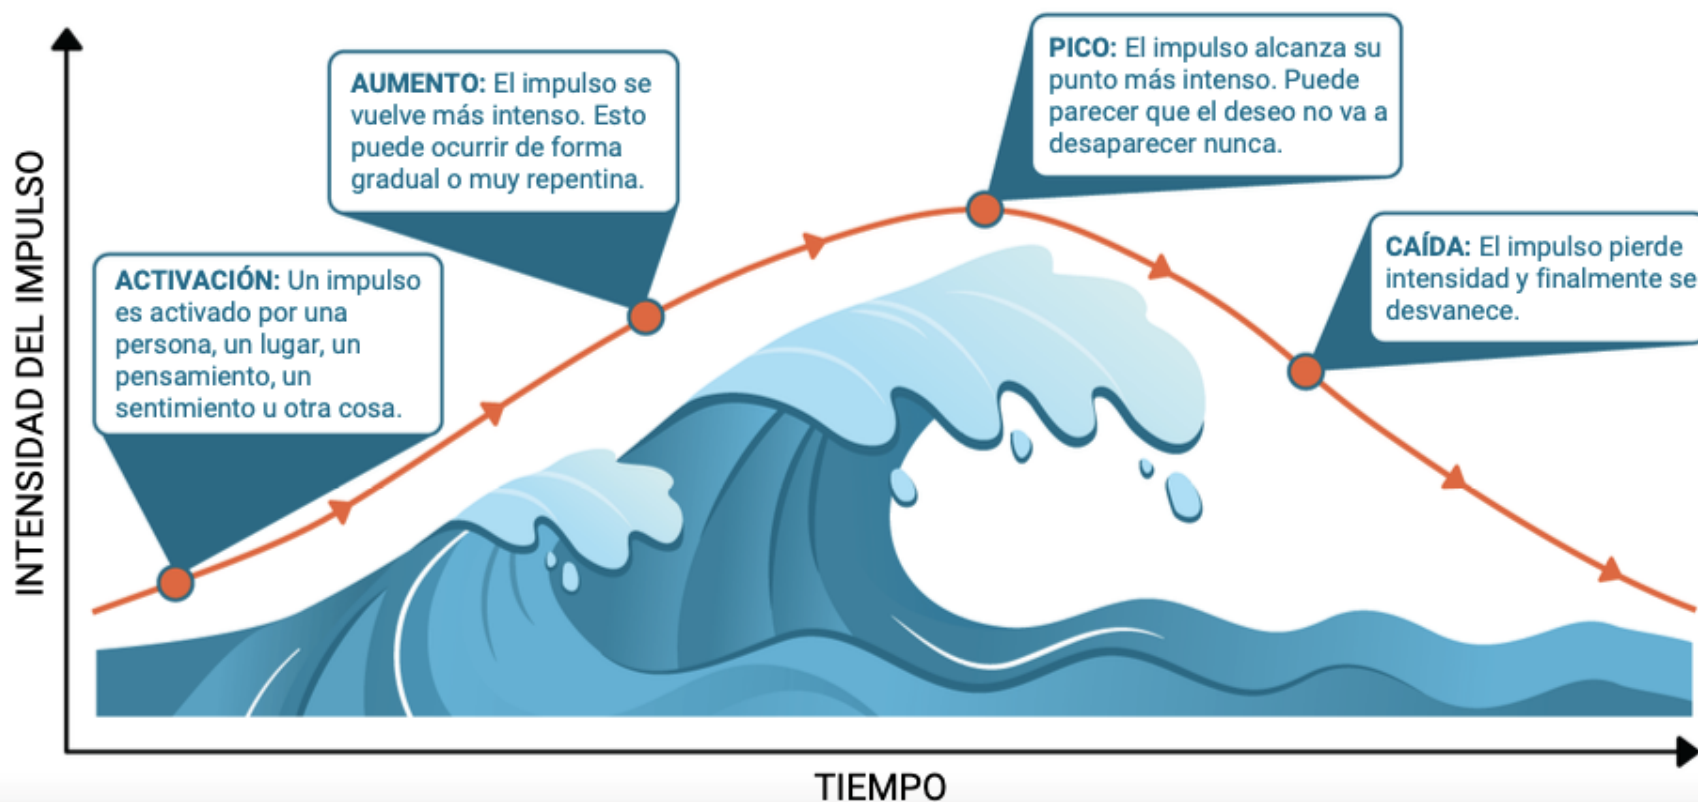 PICO: El impulso alcanza su
punto más intenso. Puede
parecer que el deseo no va a
desaparecer nunca.
AUMENTO: El impulso se
vuelve más intenso. Esto
puede ocurrir de forma
gradual o muy repentina.
CAÍDA: El impulso pierde
intensidad y finalmente se
desvanece.
ACTIVACIÓN: Un impulso
es activado por una
persona, un lugar, un
pensamiento, un
sentimiento u otra cosa.
INTENSIDAD DEL IMPULSO
TIEMPO